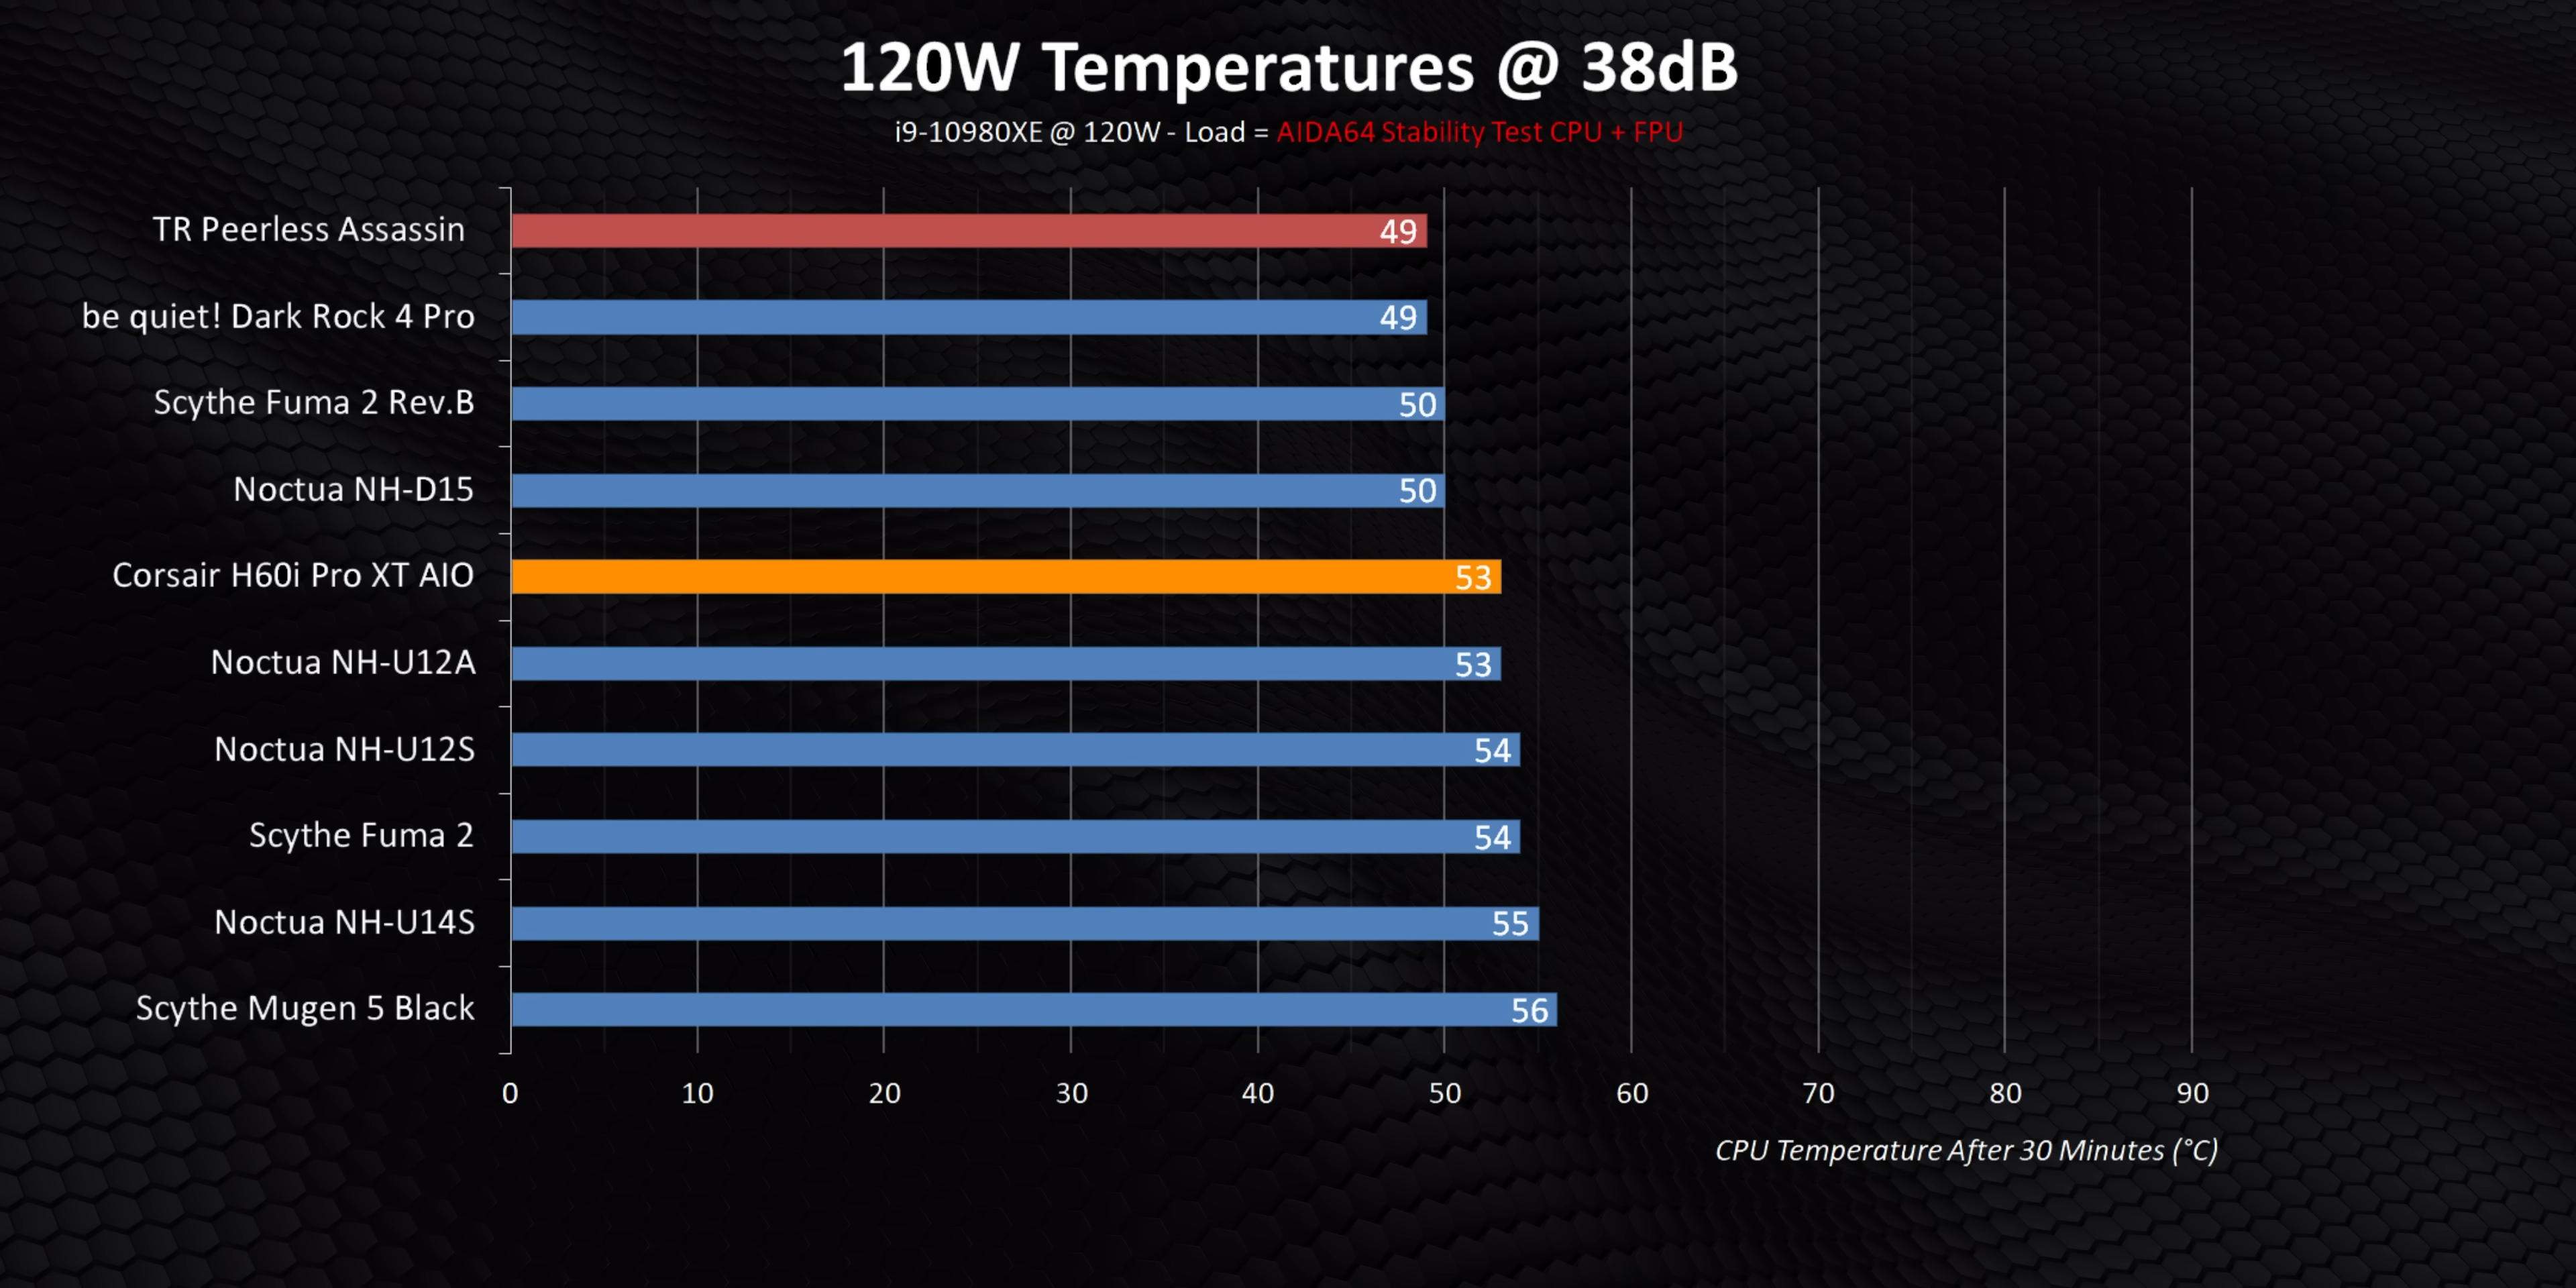 120W Temperatures @ 38dB
i9-10980XE @ 120W - Load = AIDA64 Stability Test CPU + FPU
TR Peerless Assassin 49
be quiet! Dark Rock 4 Pro 49
Scythe Fuma 2 Rev.B 50
Noctua NH-D15 50
Corsair H60i Pro XT AIO 53
Noctua NH-U12A 53
Noctua NH-U12S 54
Scythe Fuma 2 54
Noctua NH-U14S 55
Scythe Mugen 5 Black 56
0 10 20 30 40 50 60 70 80 90
CPU Temperature After 30 Minutes (°C)